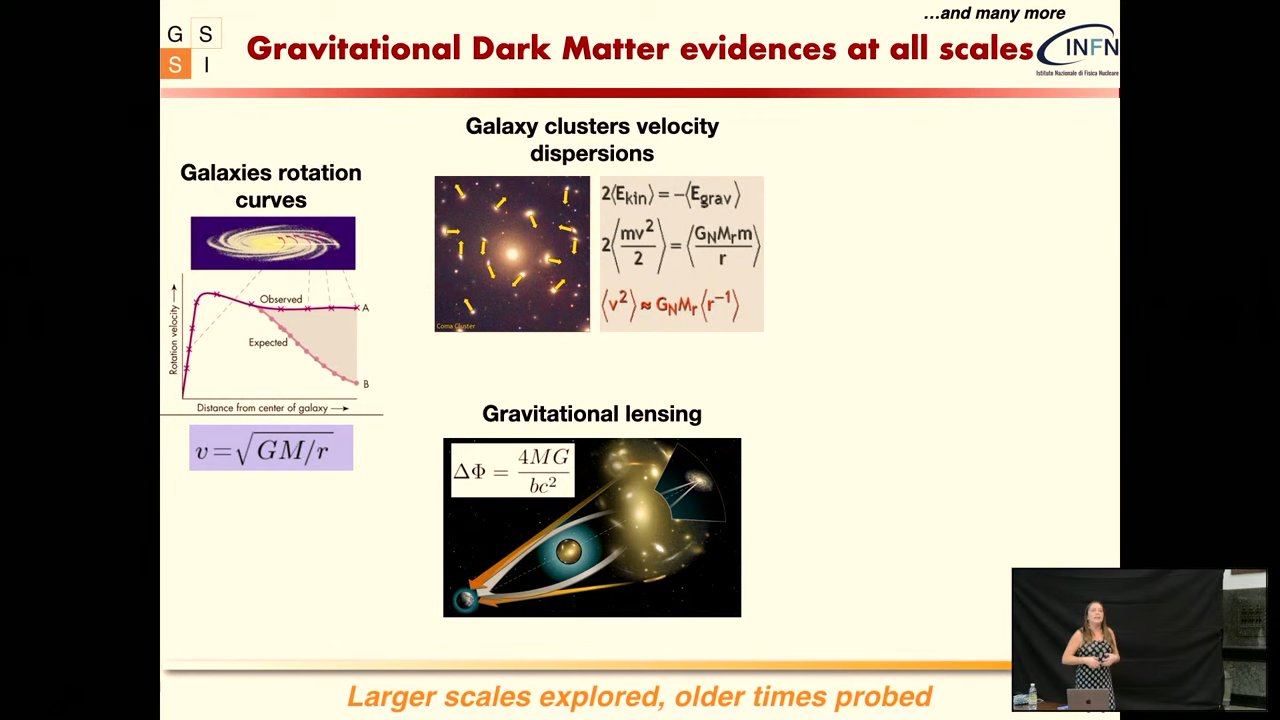 ...and many more
G S
S I
Gravitational Dark Matter evidences at all scales
INFN
Istituto Nazionale di Fisica Nucleare
Galaxies rotation
curves
Rotation velocity
Observed
A
Expected
B
Distance from center of galaxy
v=√GM/r
Galaxy clusters velocity
dispersions
Coma Cluster
2⟨E_kin⟩ = −⟨E_grav⟩
2⟨mv²/2⟩ = ⟨G_N M_r m/r⟩
⟨v²⟩ ≈ G_N M_r ⟨r⁻¹⟩
Gravitational lensing
ΔΦ = 4MG/bc²
Larger scales explored, older times probed